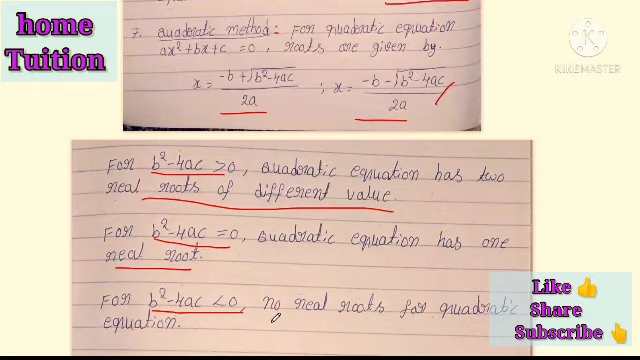 home
Tuition
7. Quadratic method: For quadratic equation
ax²+bx+c=0, roots are given by.
x = (-b+√b²-4ac)/2a ; x = (-b-√b²-4ac)/2a
KINEMASTER
For b²-4ac >0, Quadratic equation has two
real roots of different value.
For b²-4ac =0, Quadratic equation has one
real root.
For b²-4ac <0, no real roots for quadratic
equation.
Like 👍
Share
Subscribe 👆